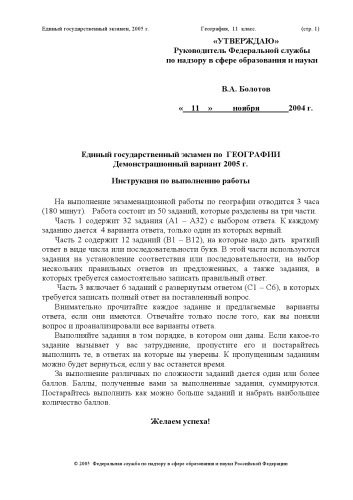 Единый государственный экзамен, 2005 г. География, 11 класс. (стр. 1)
«УТВЕРЖДАЮ»
Руководитель Федеральной службы
по надзору в сфере образования и науки
В.А. Болотов
« 11 » ноября 2004 г.
Единый государственный экзамен по ГЕОГРАФИИ
Демонстрационный вариант 2005 г.
Инструкция по выполнению работы
На выполнение экзаменационной работы по географии отводится 3 часа
(180 минут). Работа состоит из 50 заданий, которые разделены на три части.
Часть 1 содержит 32 задания (А1 – А32) с выбором ответа. К каждому
заданию дается 4 варианта ответа, только один из которых верный.
Часть 2 содержит 12 заданий (В1 – В12), на которые надо дать краткий
ответ в виде числа или последовательности букв. В этой части используются
задания на установление соответствия или последовательности, на выбор
нескольких правильных ответов из предложенных, а также задания, в
которых требуется самостоятельно записать правильный ответ.
Часть 3 включает 6 заданий с развернутым ответом (С1 – С6), в которых
требуется записать полный ответ на поставленный вопрос.
Внимательно прочитайте каждое задание и предлагаемые варианты
ответа, если они имеются. Отвечайте только после того, как вы поняли
вопрос и проанализировали все варианты ответа.
Выполняйте задания в том порядке, в котором они даны. Если какое-то
задание вызывает у вас затруднение, пропустите его и постарайтесь
выполнить те, в ответах на которые вы уверены. К пропущенным заданиям
можно будет вернуться, если у вас останется время.
За выполнение различных по сложности заданий дается один или более
баллов. Баллы, полученные вами за выполненные задания, суммируются.
Постарайтесь выполнить как можно больше заданий и набрать наибольшее
количество баллов.
Желаем успеха!
© 2005 Федеральная служба по надзору в сфере образования и науки Российской Федерации